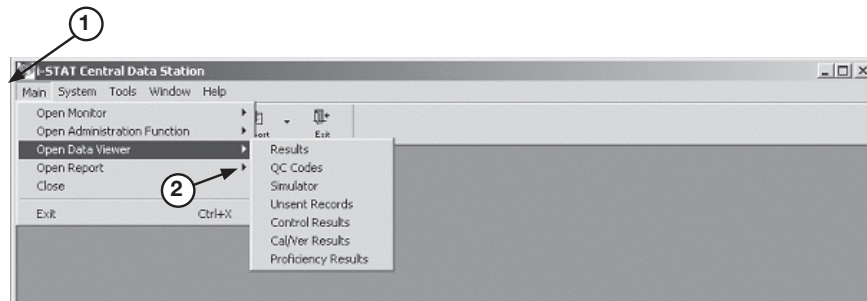 1
i-STAT Central Data Station
Main System Tools Window Help
Open Monitor
Open Administration Function
Open Data Viewer
Open Report
Close
Exit Ctrl+X
2
Exit
Results
QC Codes
Simulator
Unsent Records
Control Results
Cal/Ver Results
Proficiency Results